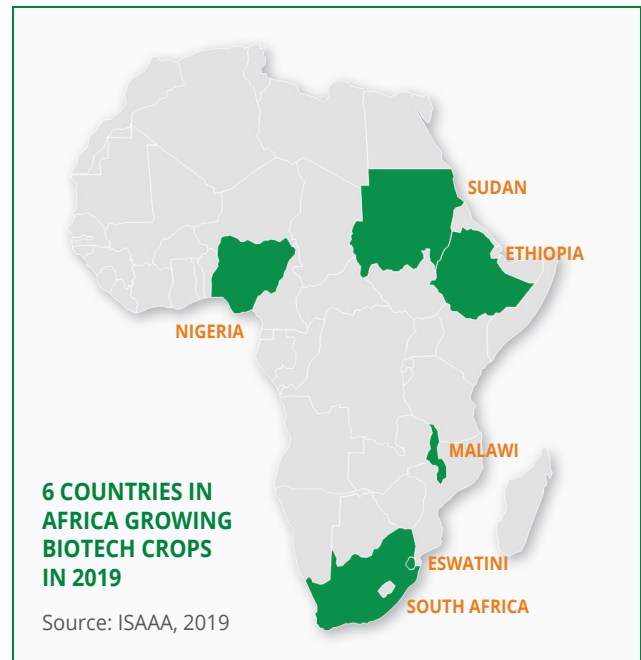 SUDAN
ETHIOPIA
NIGERIA
MALAWI
6 COUNTRIES IN
AFRICA GROWING
BIOTECH CROPS
IN 2019
ESWATINI
SOUTH AFRICA
Source: ISAAA, 2019